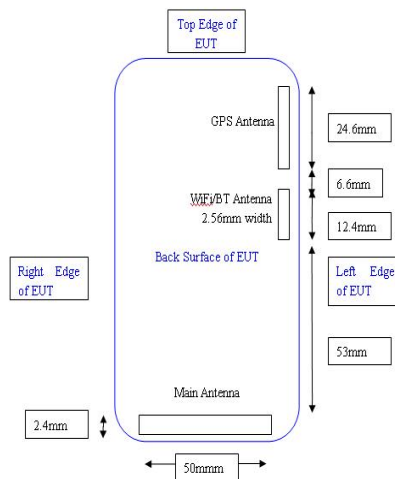 Top Edge of
EUT
GPS Antenna
24.6mm
6.6mm
WiFi/BT Antenna
2.56mm width
12.4mm
Back Surface of EUT
Right Edge
of EUT
Left Edge
of EUT
53mm
Main Antenna
2.4mm
50mmm